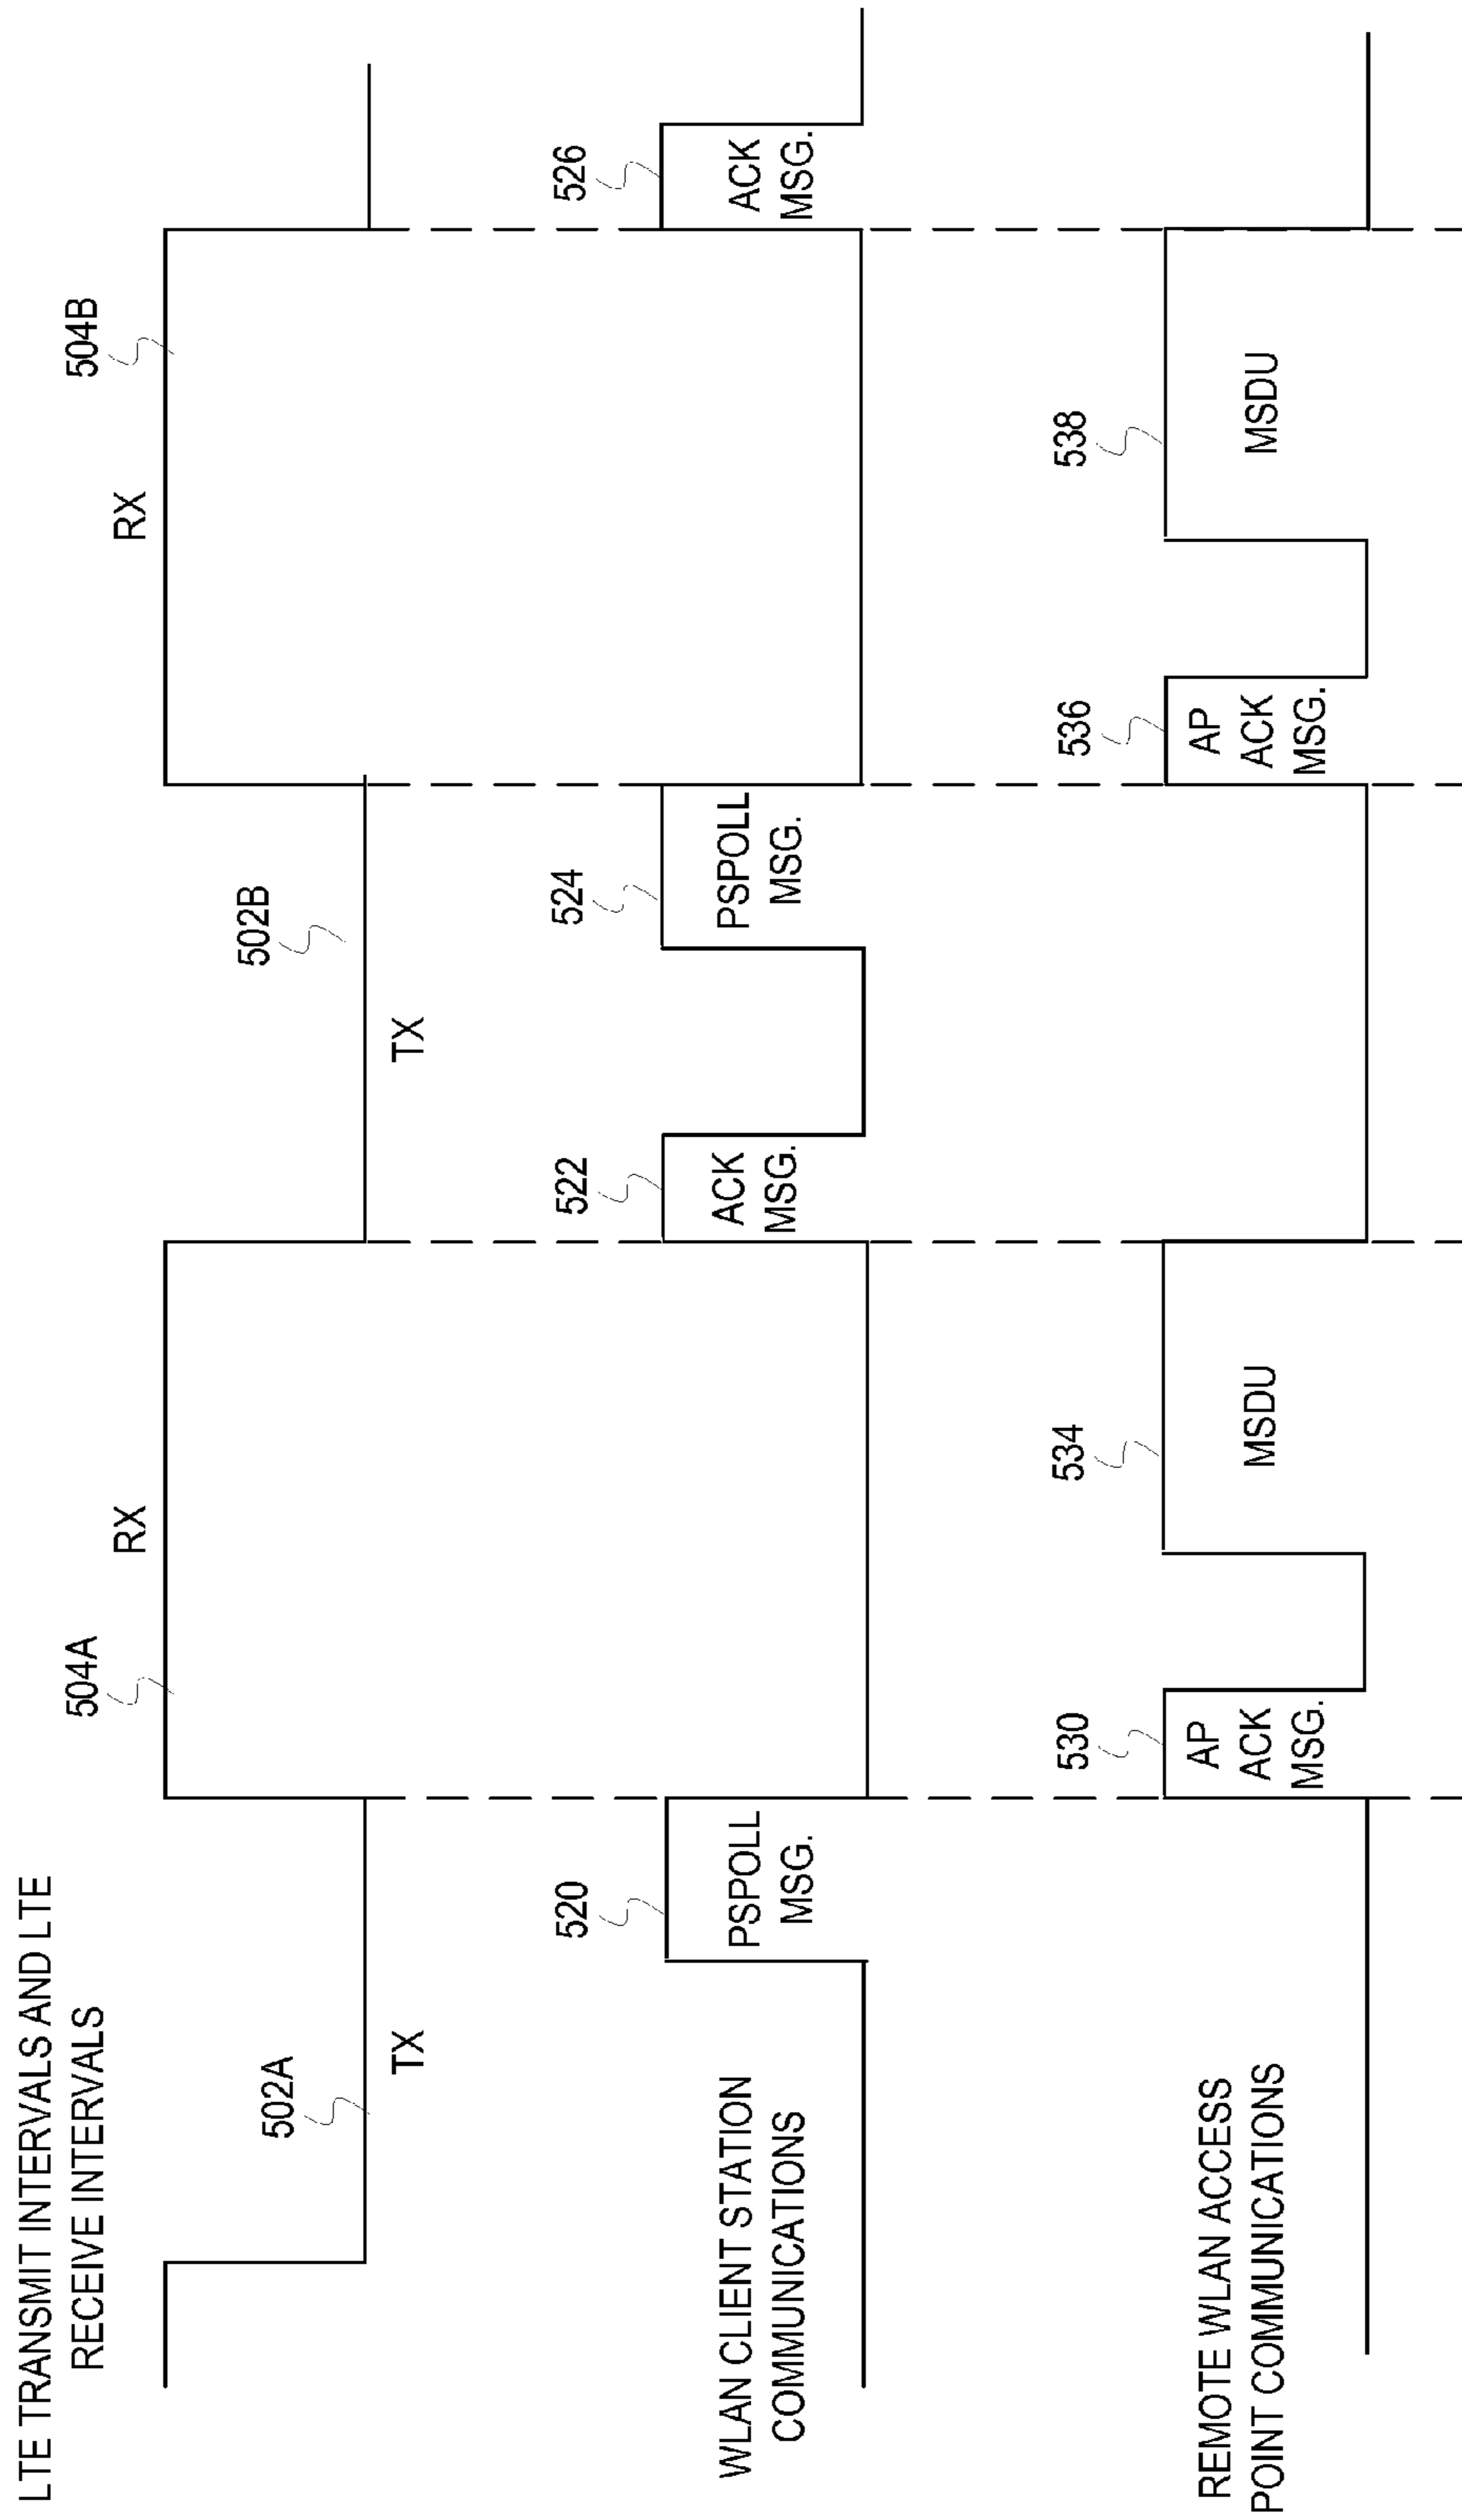 LTE TRANSMIT INTERVALS AND LTE
RECEIVE INTERVALS
502A
TX
504A
RX
502B
TX
504B
RX
WLAN CLIENT STATION
COMMUNICATIONS
520
PSPOLL
MSG.
522
ACK
MSG.
524
PSPOLL
MSG.
526
ACK
MSG.
REMOTE WLAN ACCESS
POINT COMMUNICATIONS
530
AP
ACK
MSG.
534
MSDU
536
AP
ACK
MSG.
538
MSDU